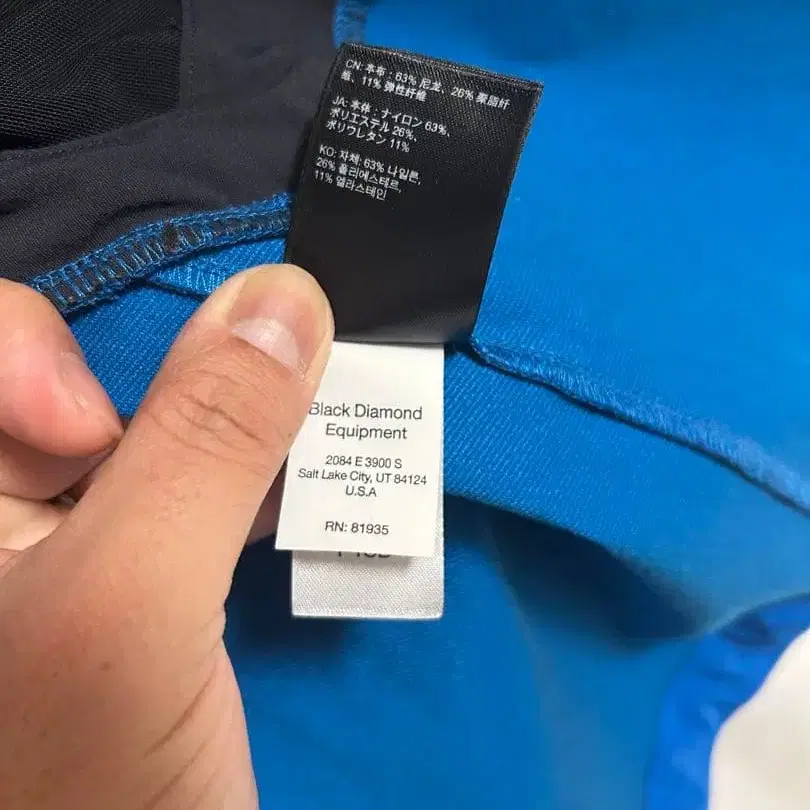 CN: 本布: 63% 尼龙、26% 聚酯纤
维、11% 弹性纤维
JA: 本体 - ナイロン 63%、
ポリエステル 26%、
ポリウレタン 11%
KO: 자체: 63% 나일론,
26% 폴리에스테르,
11% 엘라스테인
Black Diamond
Equipment
2084 E 3900 S
Salt Lake City, UT 84124
U.S.A
RN: 81935